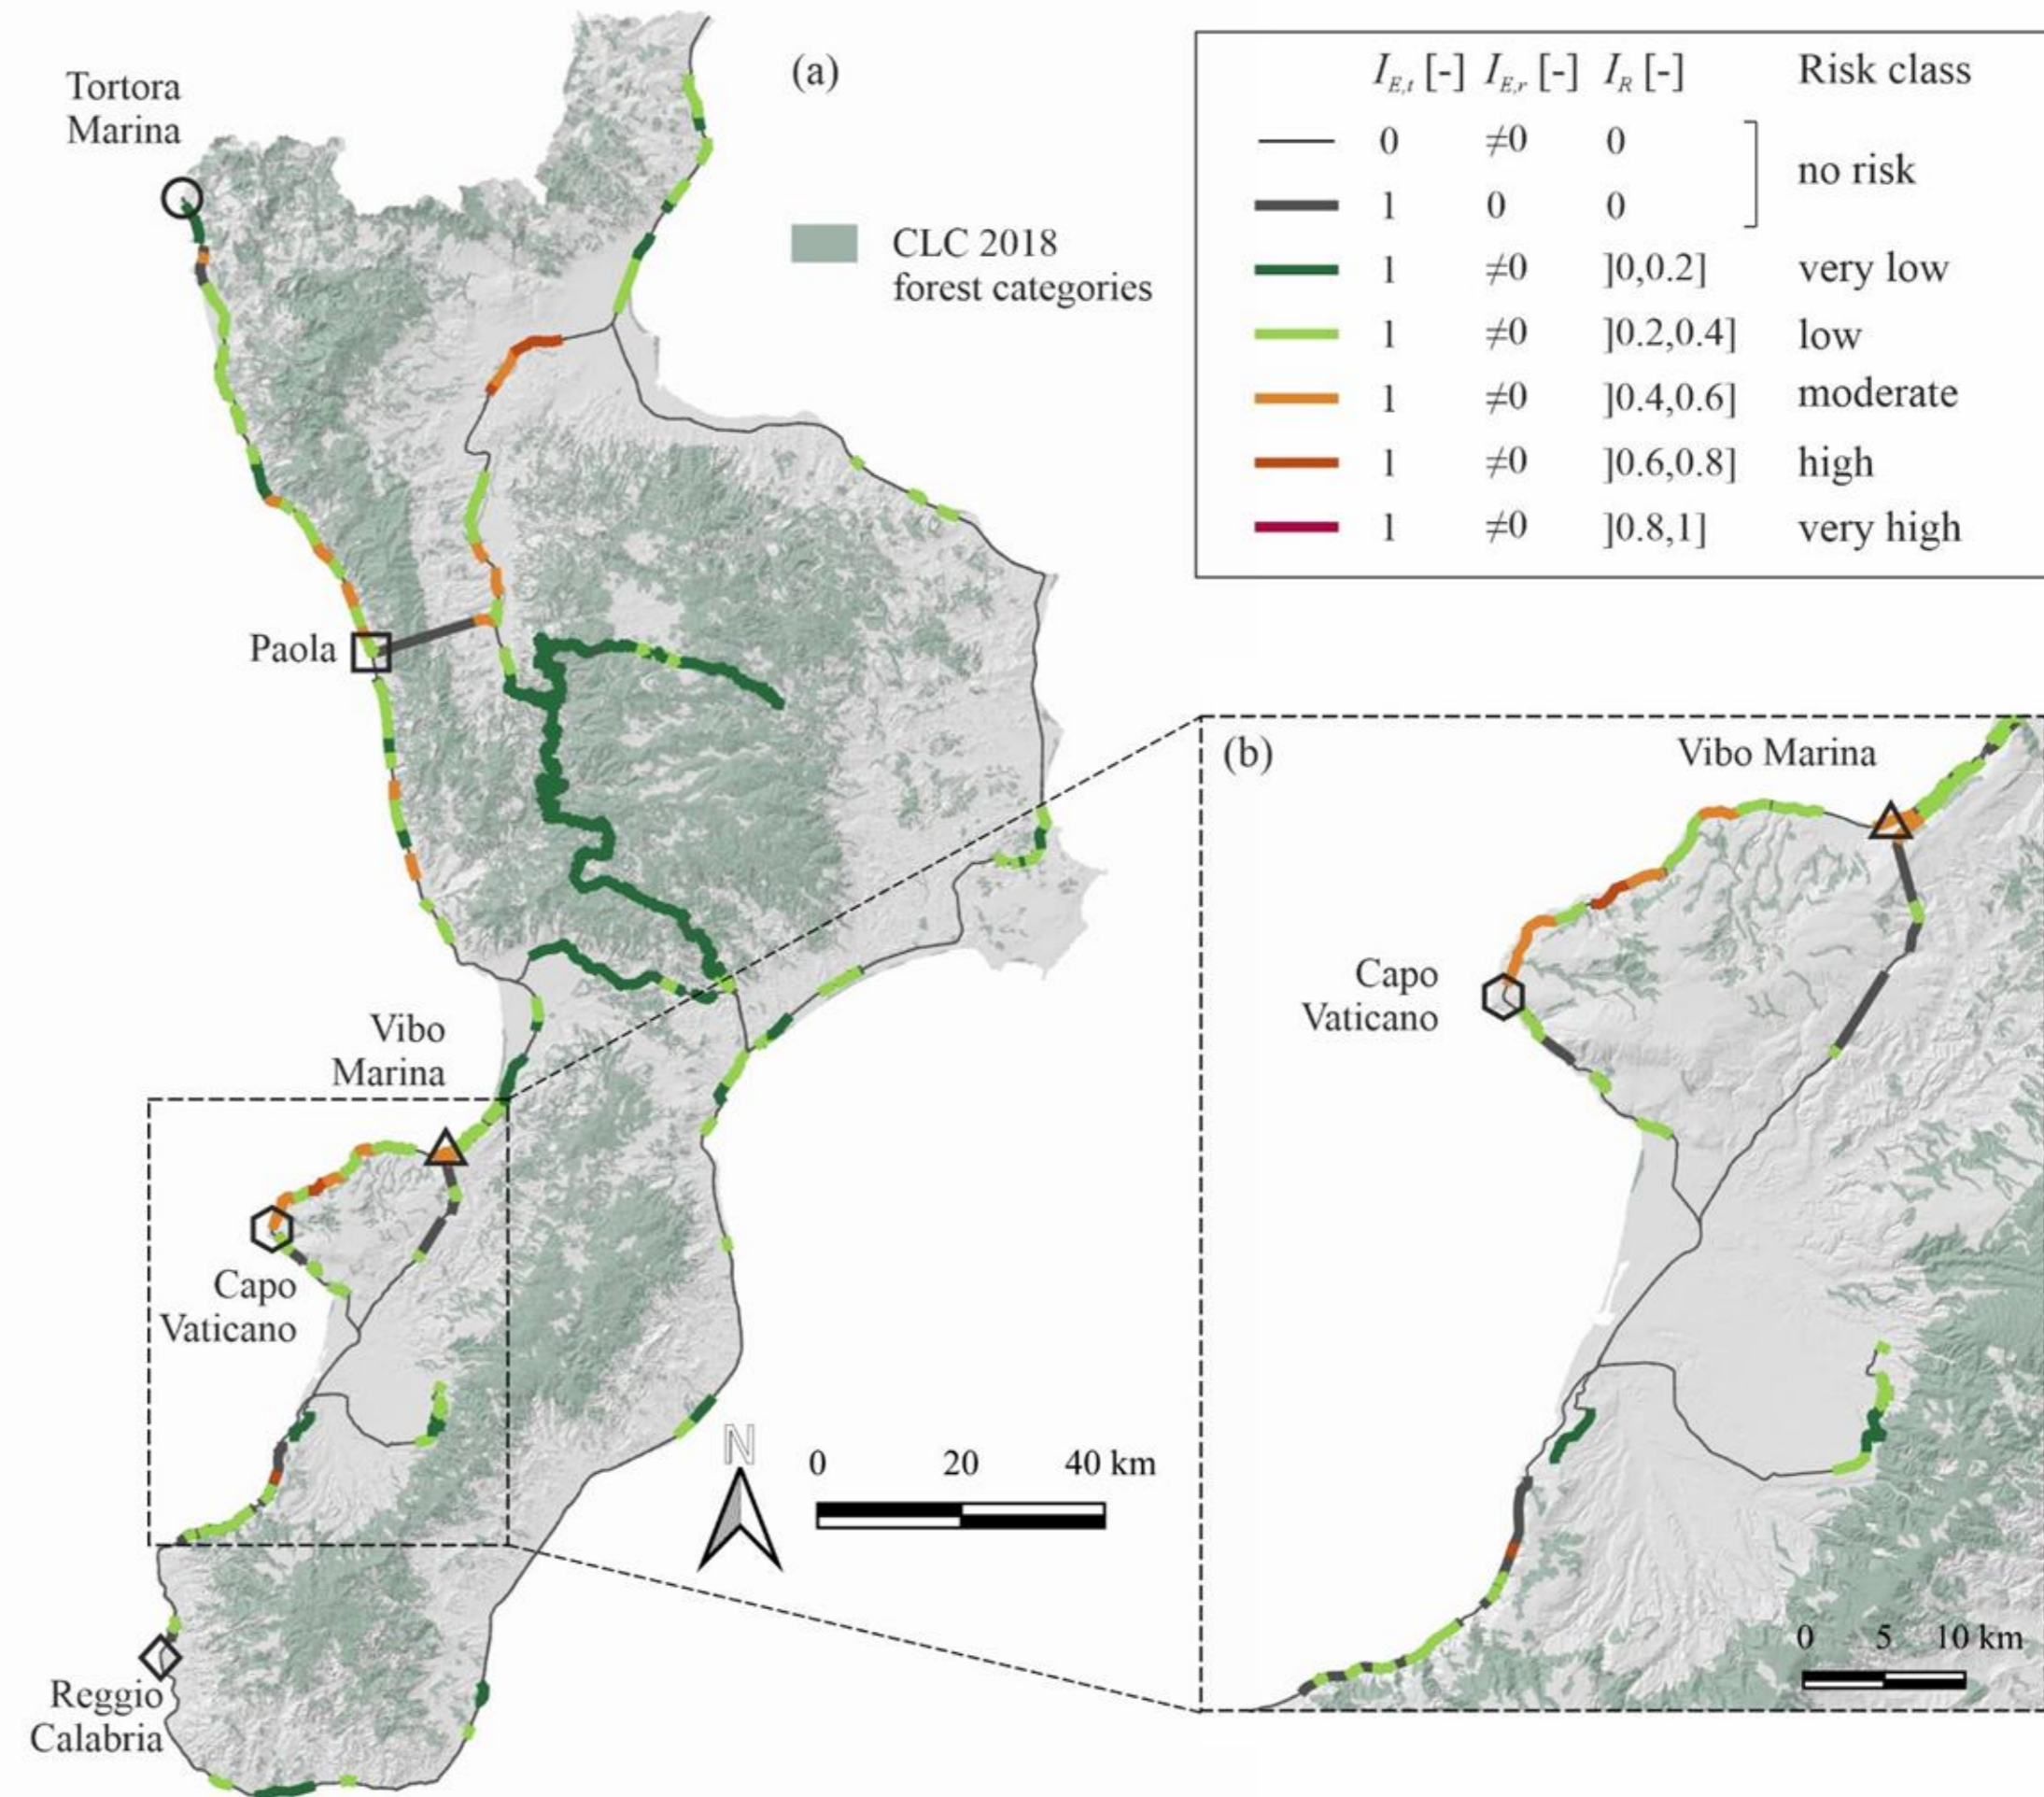 (a)
Tortora
Marina
CLC 2018
forest categories
Paola
Vibo
Marina
Capo
Vaticano
Reggio
Calabria
N
0 20 40 km
I_E,t [-] I_E,r [-] I_R [-] Risk class
0 ≠0 0
no risk
1 0 0
1 ≠0 ]0,0.2] very low
1 ≠0 ]0.2,0.4] low
1 ≠0 ]0.4,0.6] moderate
1 ≠0 ]0.6,0.8] high
1 ≠0 ]0.8,1] very high
(b)
Vibo Marina
Capo
Vaticano
0 5 10 km